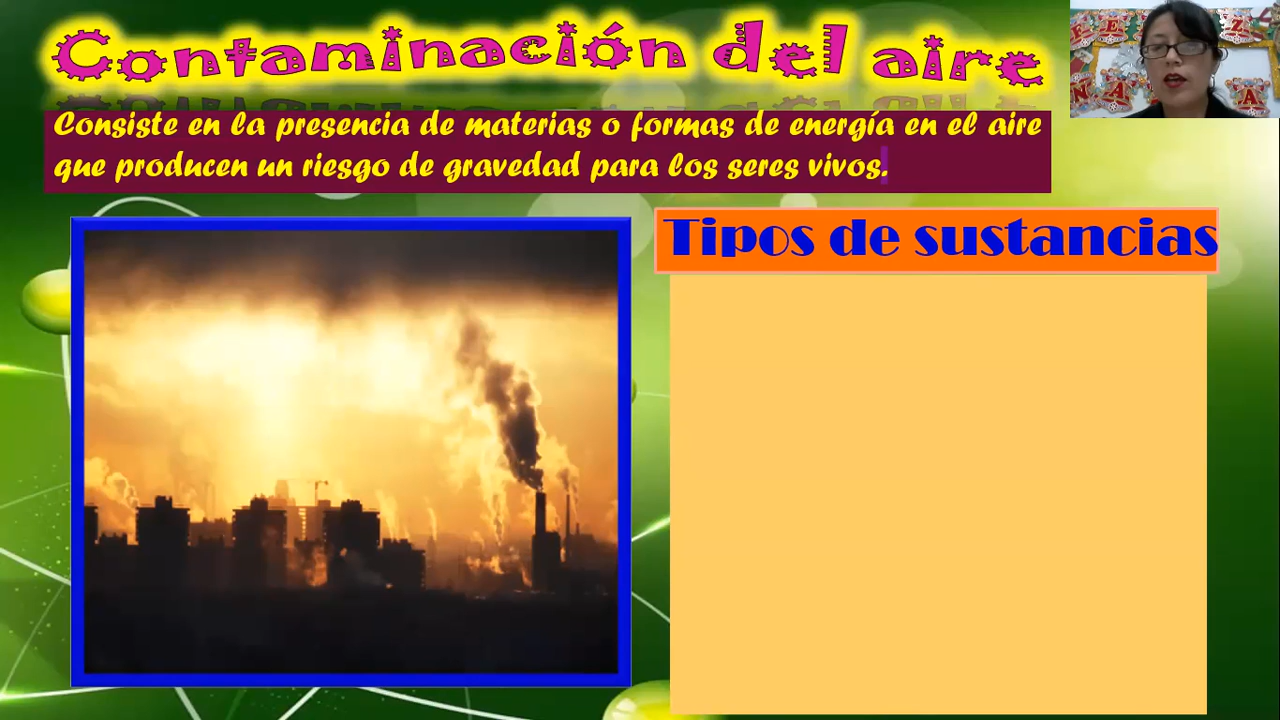 Contaminación del aire
Consiste en la presencia de materias o formas de energía en el aire
que producen un riesgo de gravedad para los seres vivos.
Tipos de sustancias